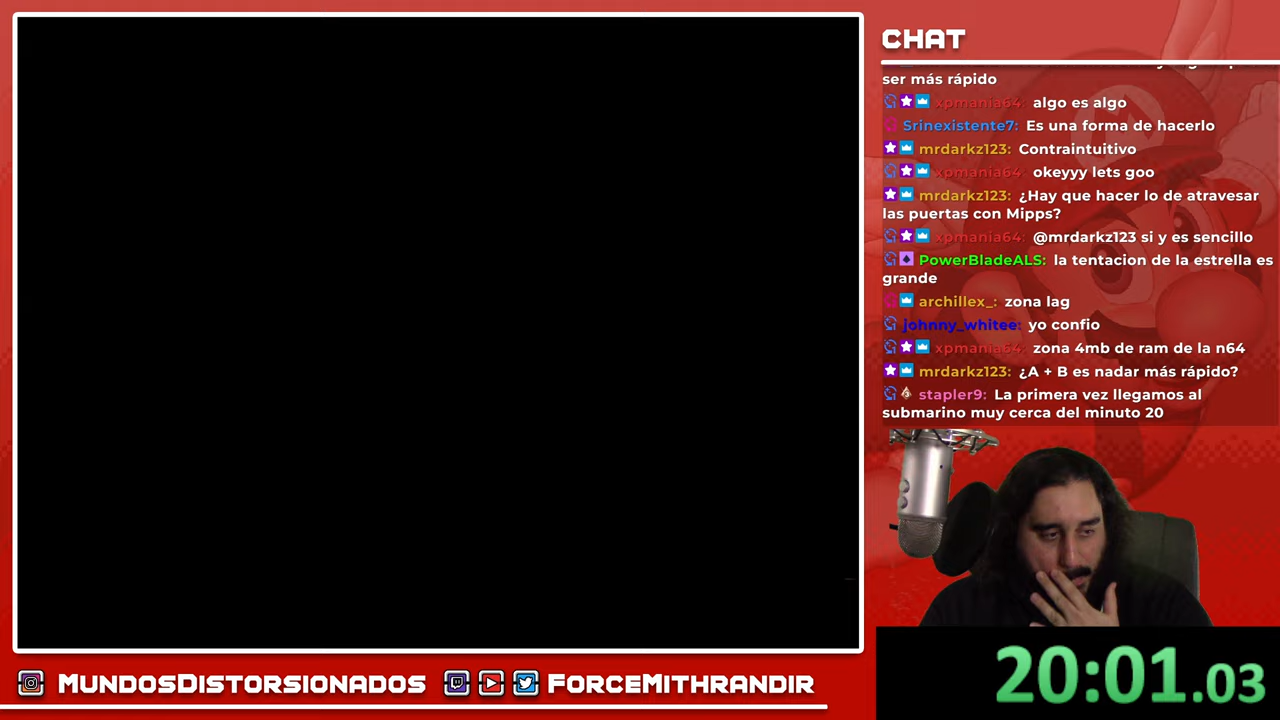 CHAT
ser más rápido
xpmania64: algo es algo
Srinexistente7: Es una forma de hacerlo
mrdarkz123: Contraintuitivo
xpmania64: okeyyy lets goo
mrdarkz123: ¿Hay que hacer lo de atravesar
las puertas con Mipps?
xpmania64: @mrdarkz123 si y es sencillo
PowerBladeALS: la tentacion de la estrella es
grande
archillex_: zona lag
johnny_whitee: yo confio
xpmania64: zona 4mb de ram de la n64
mrdarkz123: ¿A + B es nadar más rápido?
stapler9: La primera vez llegamos al
submarino muy cerca del minuto 20
20:01.03
MUNDOSDISTORSIONADOS FORCEMITHRANDIR